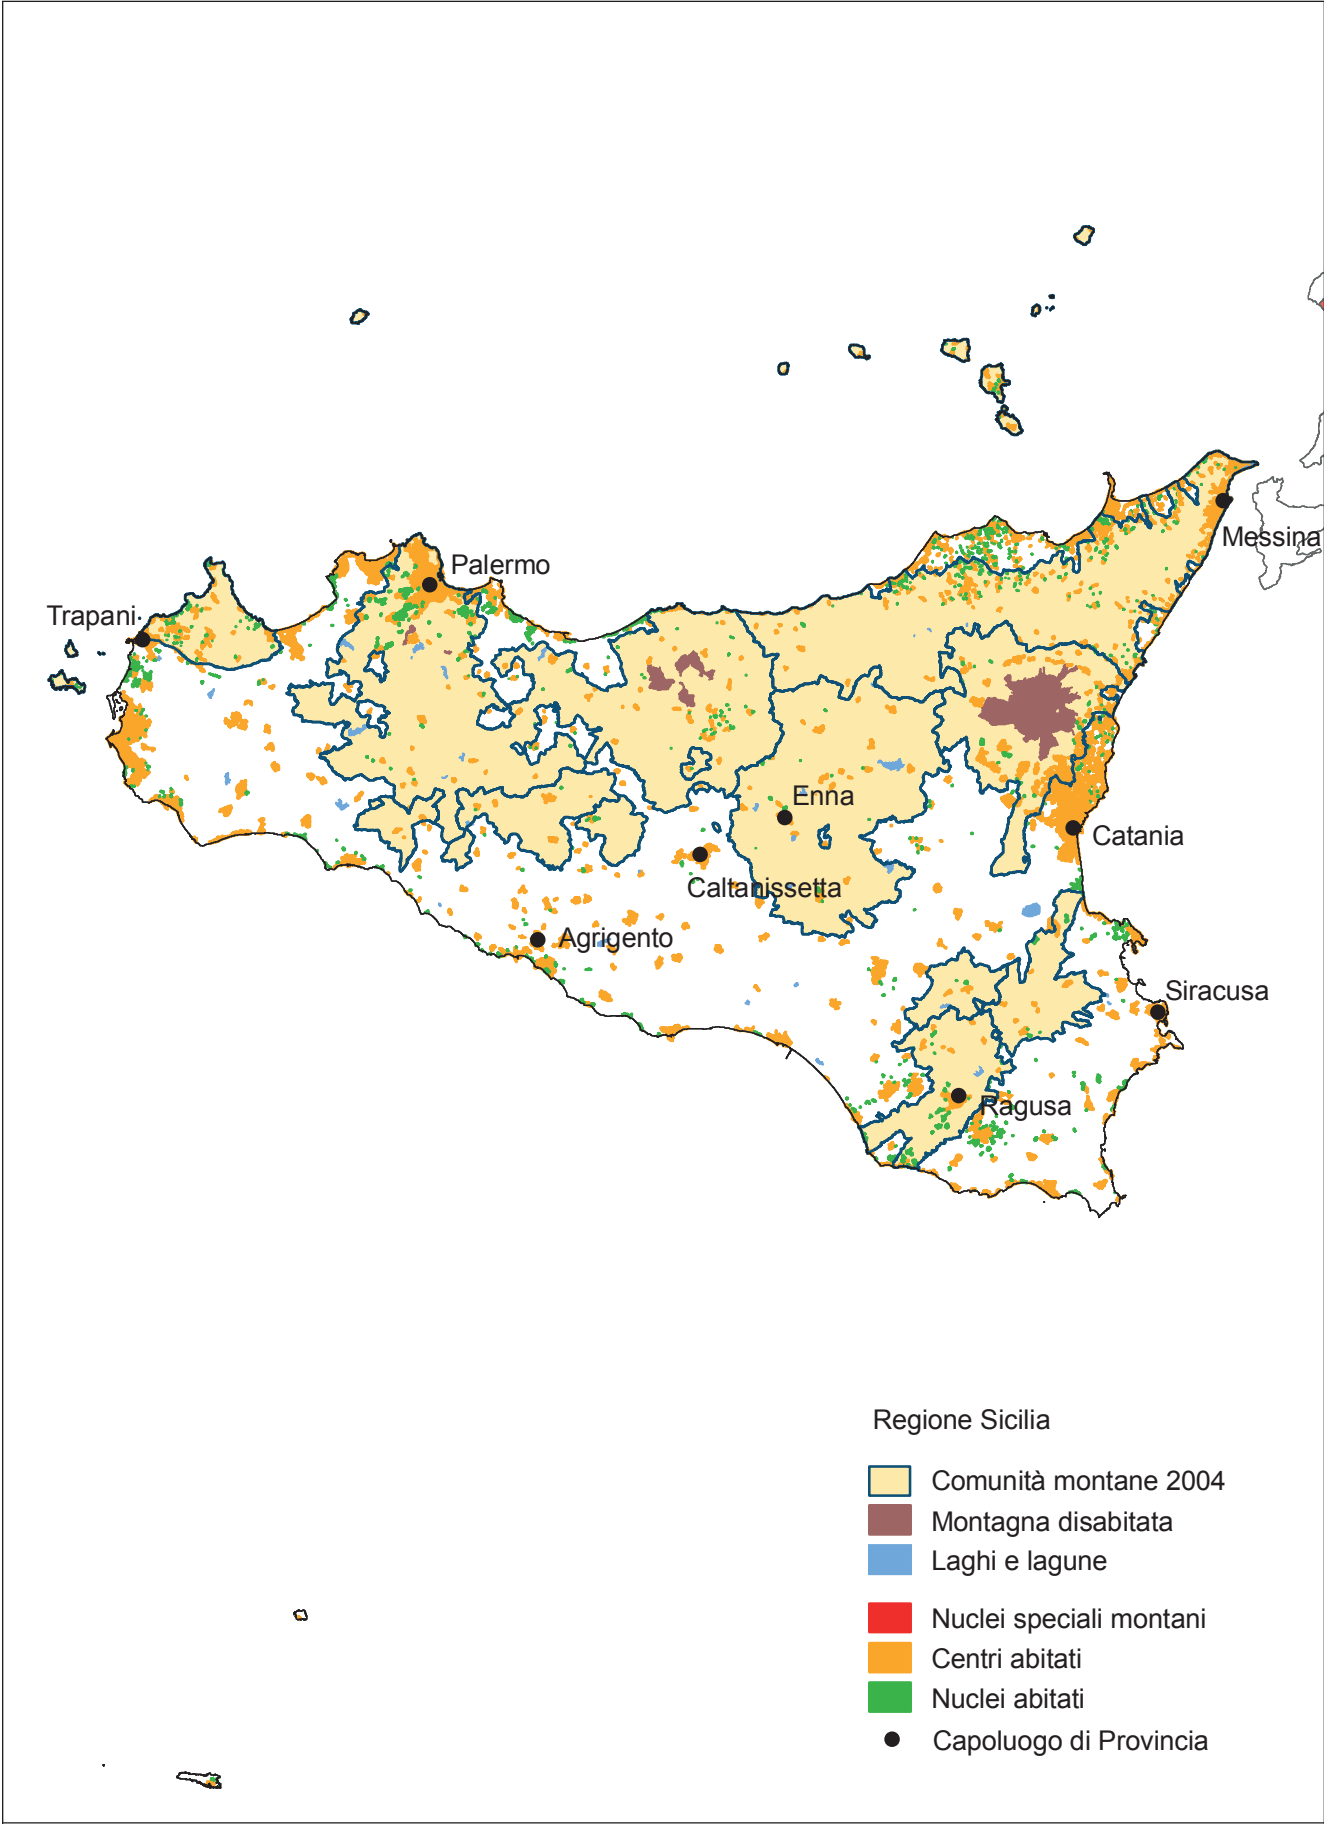 Messina
Palermo
Trapani
Enna
Catania
Caltanissetta
Agrigento
Siracusa
Ragusa
Regione Sicilia
Comunità montane 2004
Montagna disabitata
Laghi e lagune
Nuclei speciali montani
Centri abitati
Nuclei abitati
Capoluogo di Provincia